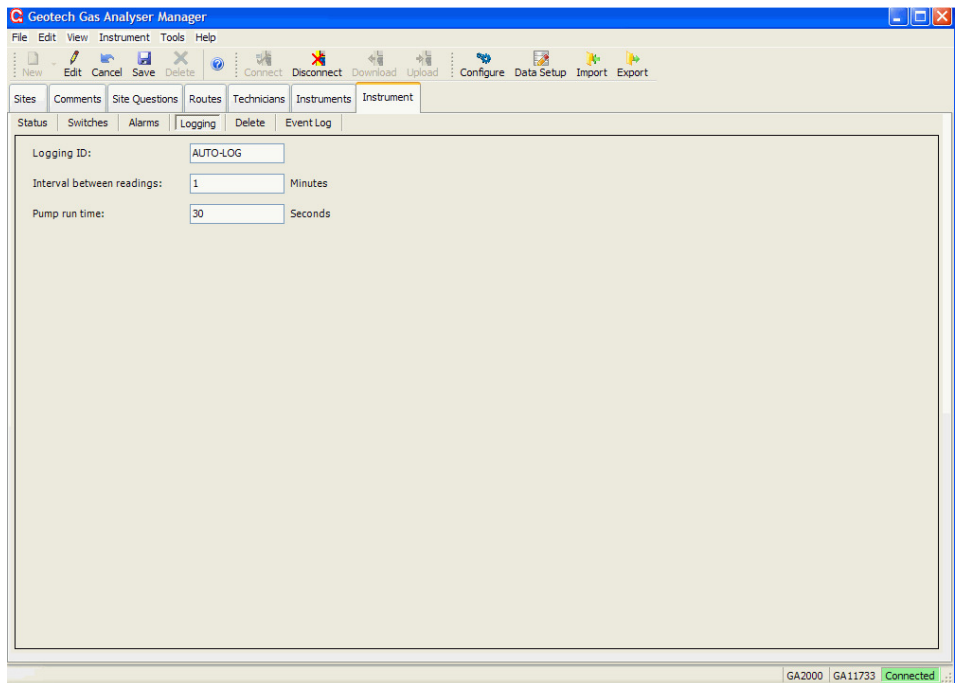 Geotech Gas Analyser Manager
File Edit View Instrument Tools Help
New Edit Cancel Save Delete Connect Disconnect Download Upload Configure Data Setup Import Export
Sites Comments Site Questions Routes Technicians Instruments Instrument
Status Switches Alarms Logging Delete Event Log
Logging ID: AUTO-LOG
Interval between readings: 1 Minutes
Pump run time: 30 Seconds
GA2000 GA11733 Connected